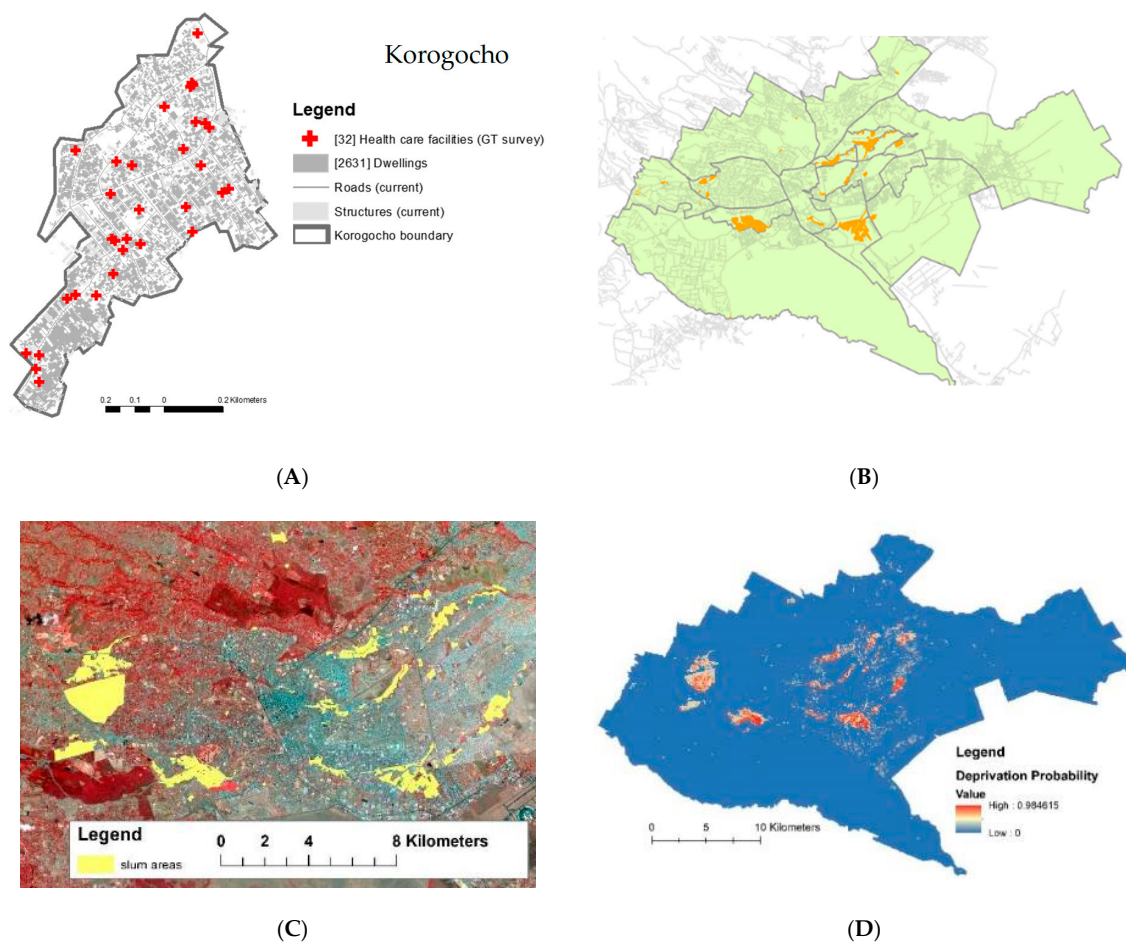 Korogocho
Legend
[32] Health care facilities (GT survey)
[2631] Dwellings
Roads (current)
Structures (current)
Korogocho boundary
0.2 0.1 0 0.2 Kilometers
(A)
(B)
Legend
slum areas
0 2 4 8 Kilometers
(C)
Legend
Deprivation Probability
Value
High : 0.984615
Low : 0
0 5 10 Kilometers
(D)